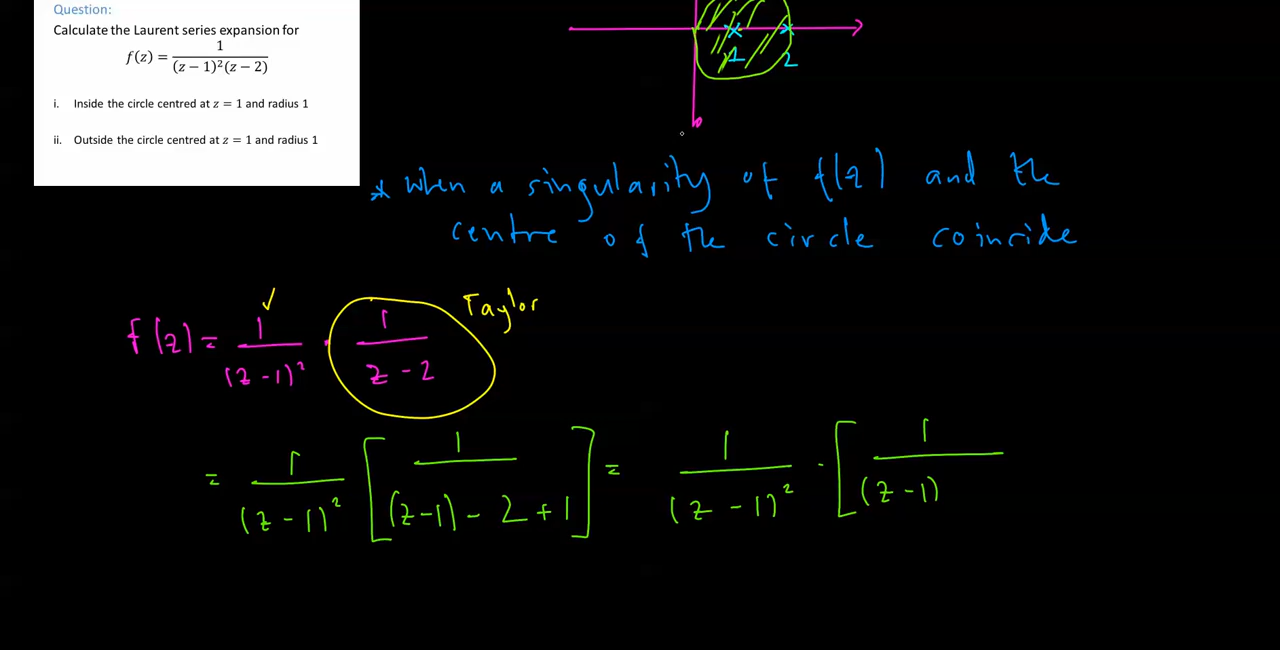 Question:
Calculate the Laurent series expansion for
f(z) = 1 / ((z − 1)²(z − 2))
i. Inside the circle centred at z = 1 and radius 1
ii. Outside the circle centred at z = 1 and radius 1
1 2
* when a singularity of f(z) and the
centre of the circle coincide
Taylor
f(z) = 1/(z - 1)² · 1/(z - 2)
= 1/(z - 1)² [1/((z-1) - 2 + 1)] = 1/(z - 1)² · [1/(z - 1)